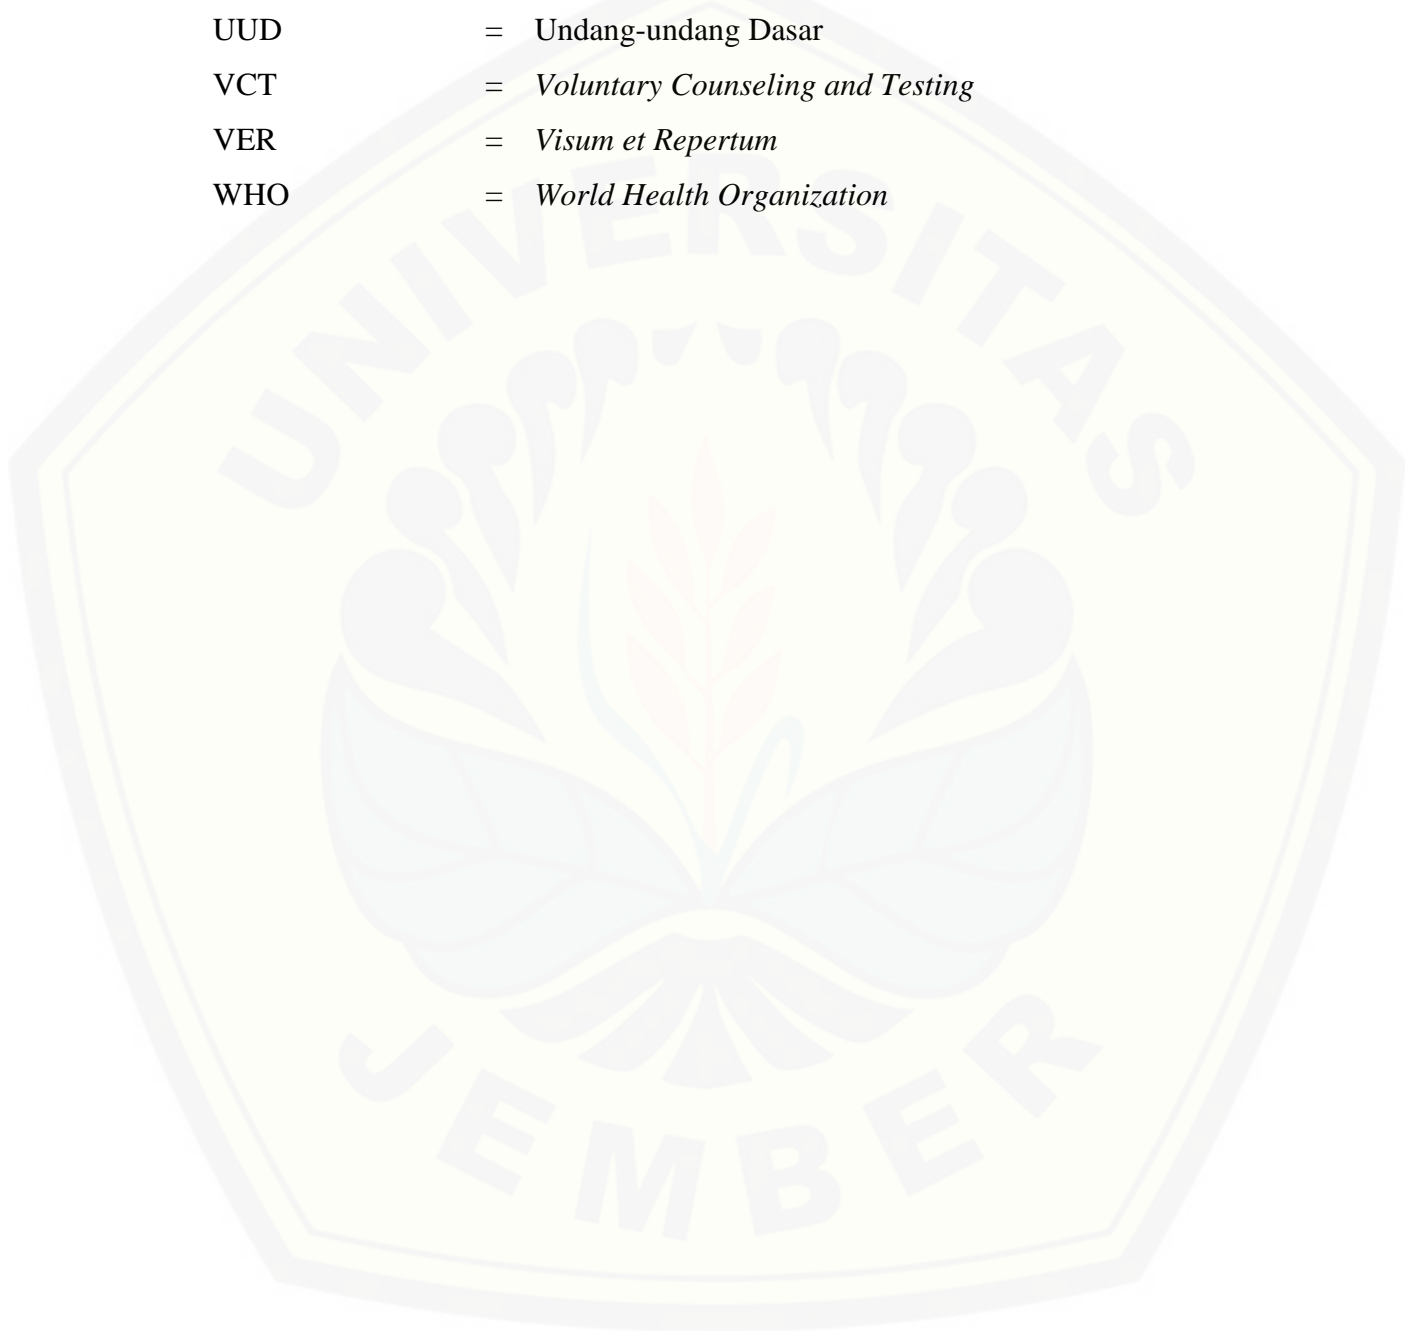 UUD = Undang-undang Dasar
VCT = Voluntary Counseling and Testing
VER = Visum et Repertum
WHO = World Health Organization
UNIVERSITAS
JEMBER